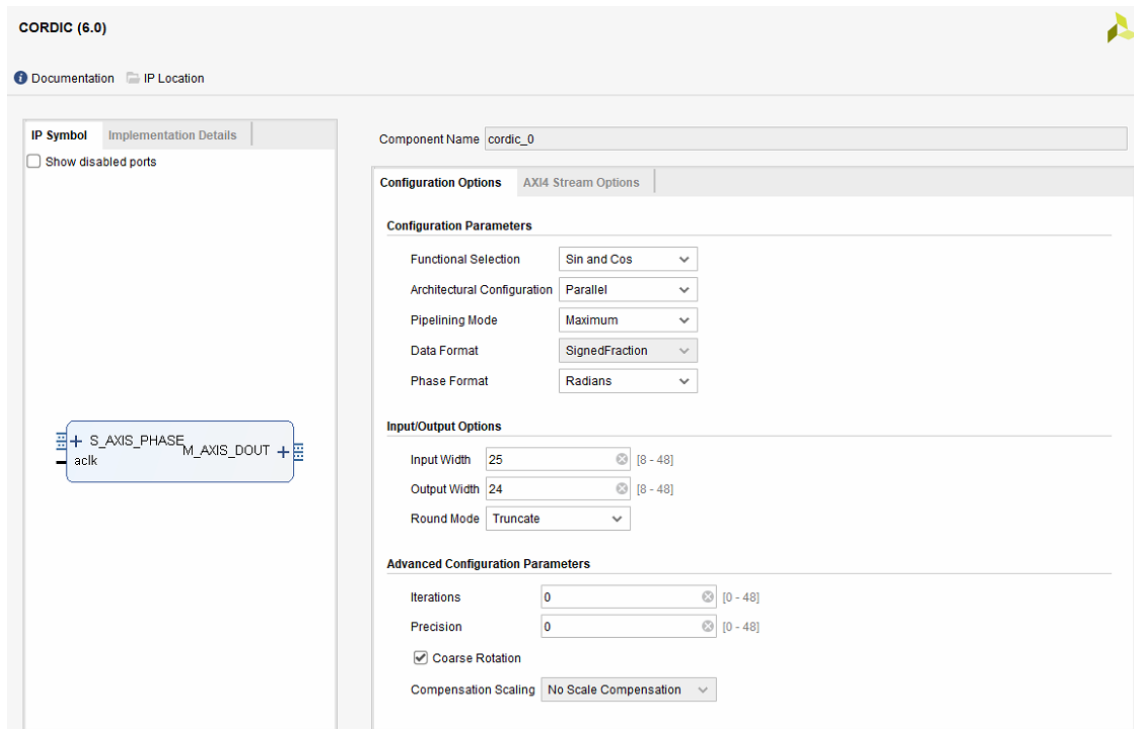 CORDIC (6.0)
Documentation IP Location
IP Symbol Implementation Details
Show disabled ports
S_AXIS_PHASE
M_AXIS_DOUT
aclk
Component Name cordic_0
Configuration Options AXI4 Stream Options
Configuration Parameters
Functional Selection Sin and Cos
Architectural Configuration Parallel
Pipelining Mode Maximum
Data Format SignedFraction
Phase Format Radians
Input/Output Options
Input Width 25 [8 - 48]
Output Width 24 [8 - 48]
Round Mode Truncate
Advanced Configuration Parameters
Iterations 0 [0 - 48]
Precision 0 [0 - 48]
Coarse Rotation
Compensation Scaling No Scale Compensation